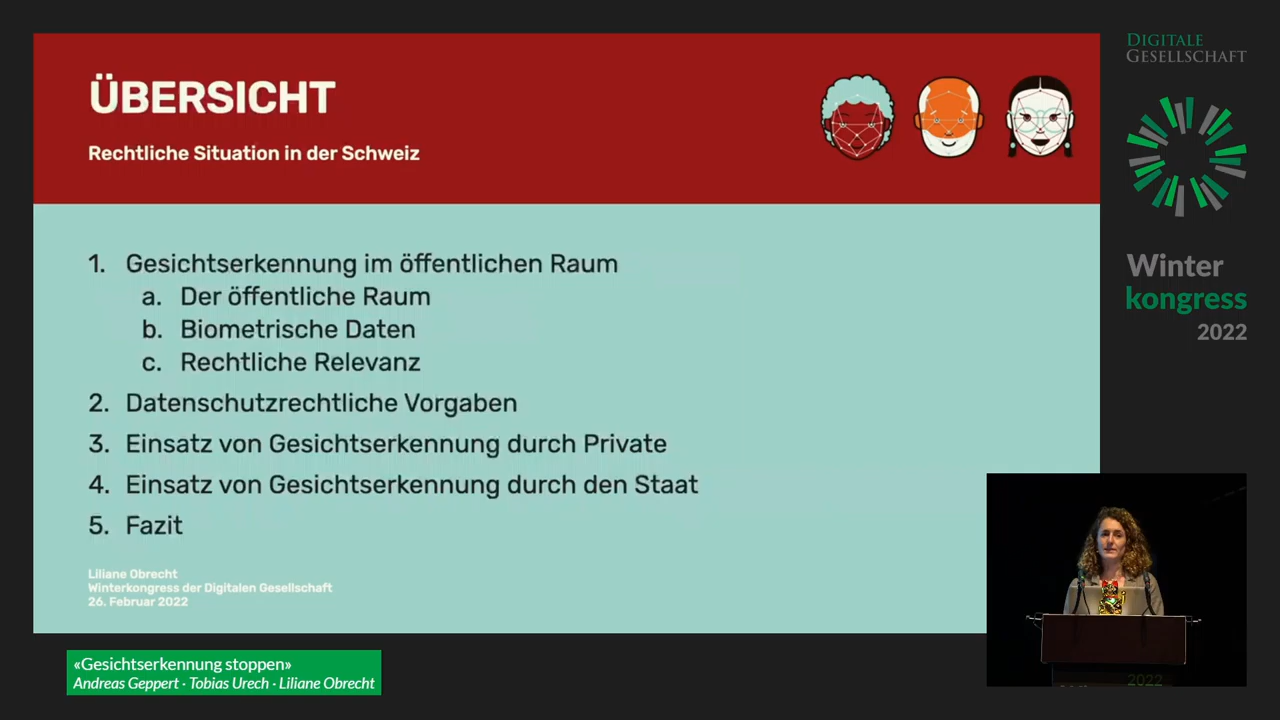 ÜBERSICHT
Rechtliche Situation in der Schweiz
1. Gesichtserkennung im öffentlichen Raum
a. Der öffentliche Raum
b. Biometrische Daten
c. Rechtliche Relevanz
2. Datenschutzrechtliche Vorgaben
3. Einsatz von Gesichtserkennung durch Private
4. Einsatz von Gesichtserkennung durch den Staat
5. Fazit
Liliane Obrecht
Winterkongress der Digitalen Gesellschaft
26. Februar 2022
DIGITALE
GESELLSCHAFT
Winter
kongress
2022
2022
«Gesichtserkennung stoppen»
Andreas Geppert · Tobias Urech · Liliane Obrecht